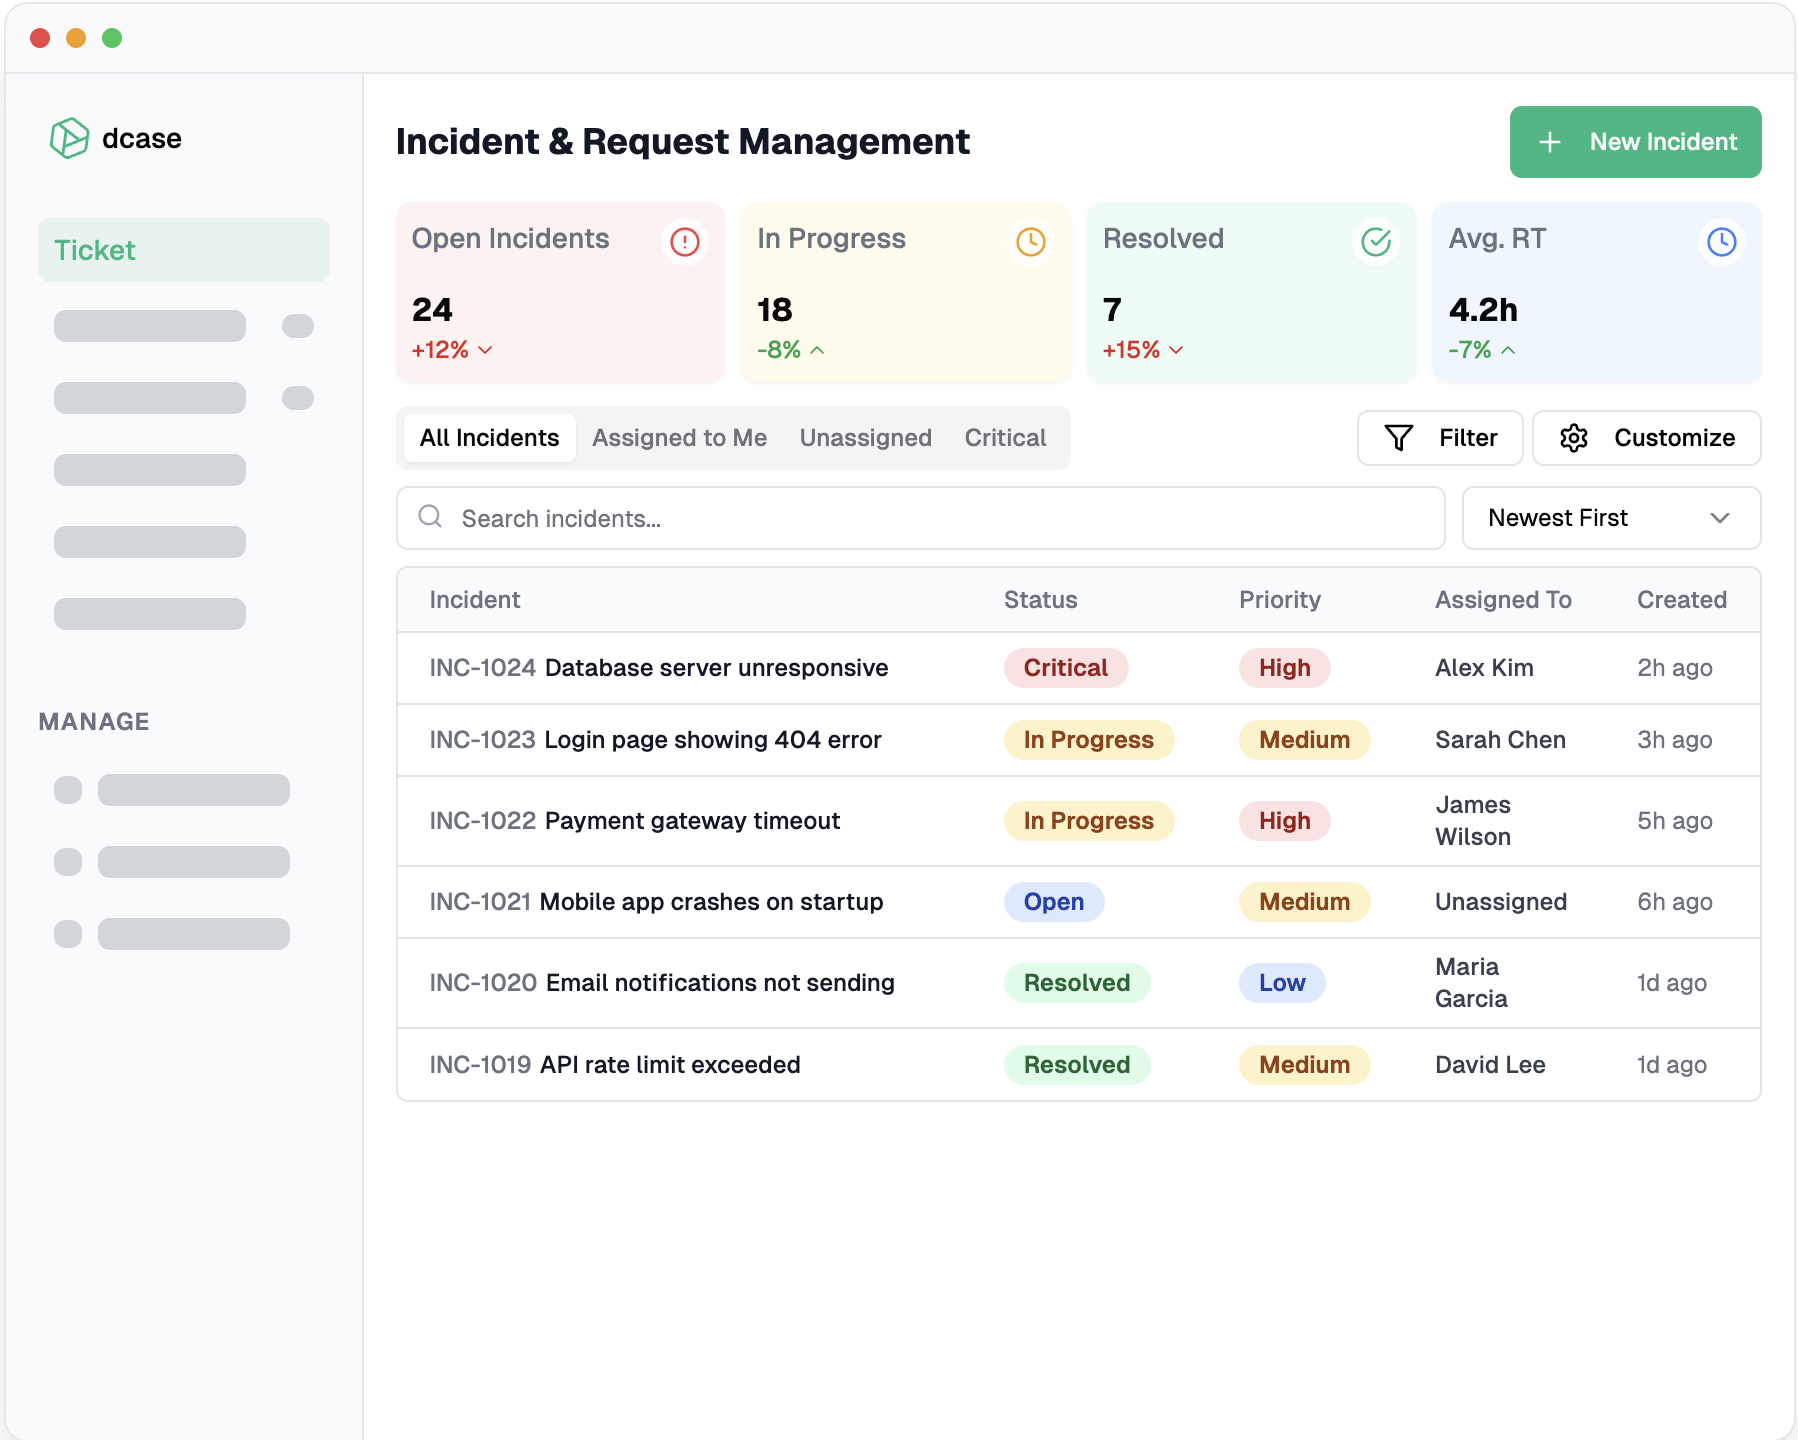 dcase
Incident & Request Management
New Incident
Ticket
Open Incidents
24
+12%
In Progress
18
-8%
Resolved
7
+15%
Avg. RT
4.2h
-7%
All Incidents Assigned to Me Unassigned Critical
Filter
Customize
Search incidents...
Newest First
MANAGE
Incident Status Priority Assigned To Created
INC-1024 Database server unresponsive Critical High Alex Kim 2h ago
INC-1023 Login page showing 404 error In Progress Medium Sarah Chen 3h ago
INC-1022 Payment gateway timeout In Progress High James Wilson 5h ago
INC-1021 Mobile app crashes on startup Open Medium Unassigned 6h ago
INC-1020 Email notifications not sending Resolved Low Maria Garcia 1d ago
INC-1019 API rate limit exceeded Resolved Medium David Lee 1d ago